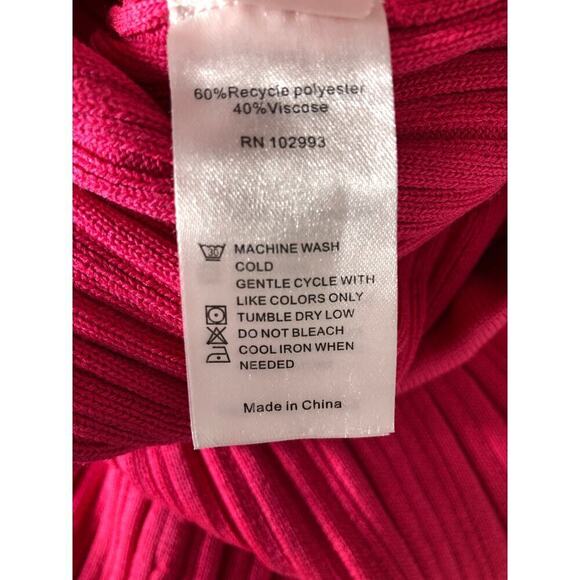 60%Recycle polyester
40%Viscose
RN 102993
30 MACHINE WASH
COLD
GENTLE CYCLE WITH
LIKE COLORS ONLY
TUMBLE DRY LOW
DO NOT BLEACH
COOL IRON WHEN
NEEDED
Made in China